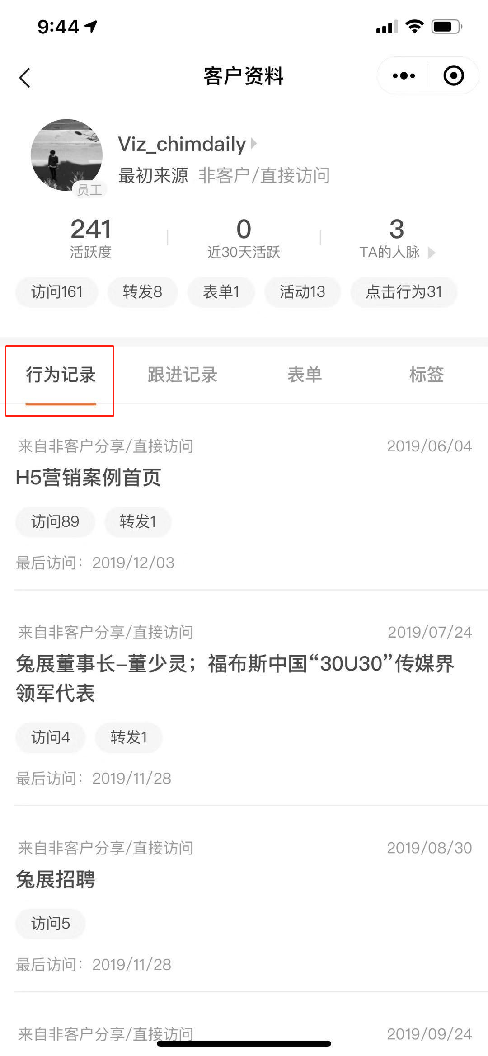 9:44
客户资料
Viz_chimdaily
最初来源 非客户/直接访问
员工
241 0 3
活跃度 近30天活跃 TA的人脉
访问161 转发8 表单1 活动13 点击行为31
行为记录 跟进记录 表单 标签
来自非客户分享/直接访问 2019/06/04
H5营销案例首页
访问89 转发1
最后访问：2019/12/03
来自非客户分享/直接访问 2019/07/24
兔展董事长-董少灵；福布斯中国“30U30”传媒界
领军代表
访问4 转发1
最后访问：2019/11/28
来自非客户分享/直接访问 2019/08/30
兔展招聘
访问5
最后访问：2019/11/28
来自非客户分享/直接访问 2019/09/24